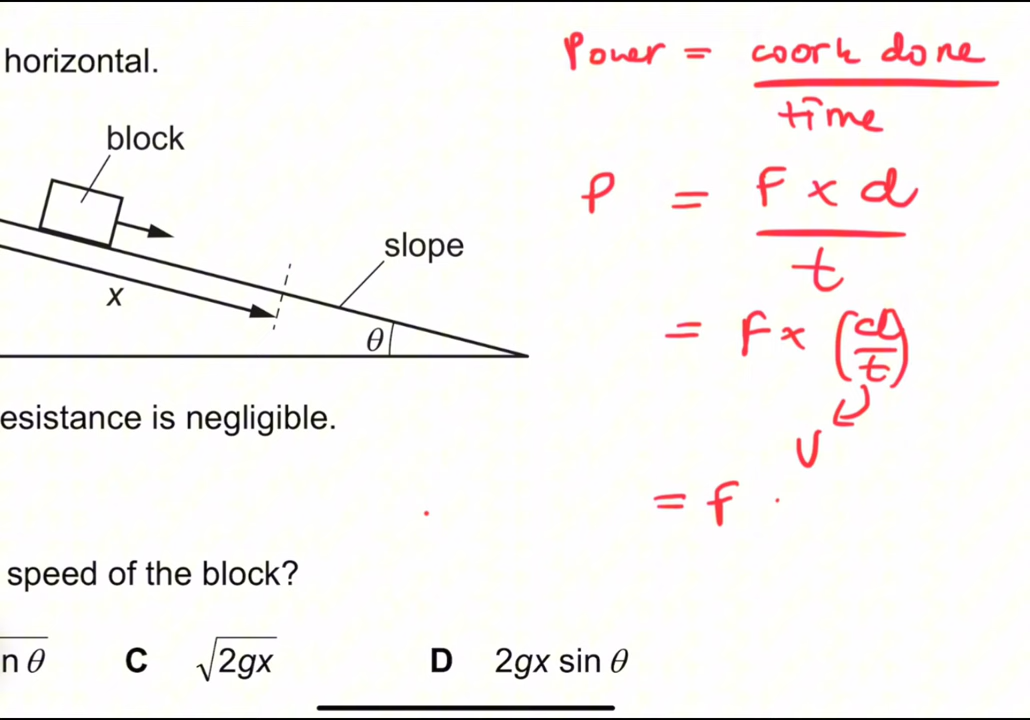 horizontal.
block
slope
x
θ
esistance is negligible.
speed of the block?
n θ
C √2gx
D 2gx sin θ
Power = work done
time
P = F × d
t
= F × (d/t)
v
= F ·